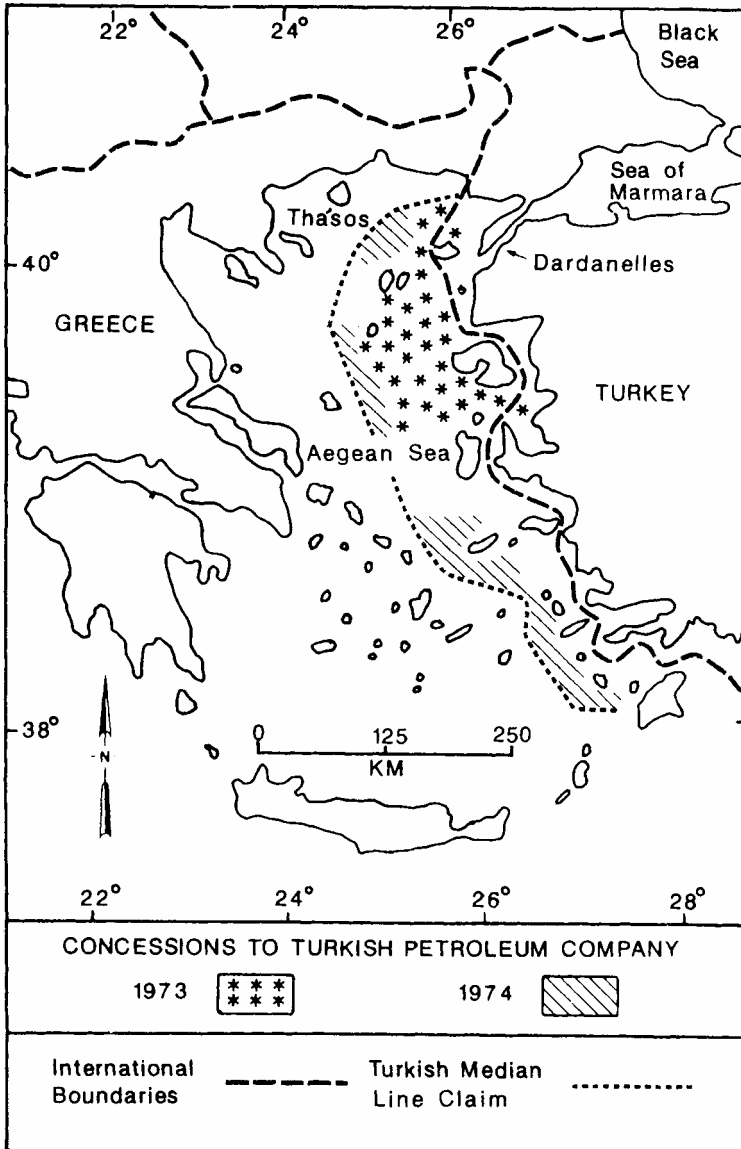 22°
24°
26°
Black
Sea
Sea of
Marmara
Thasos
40°
Dardanelles
GREECE
TURKEY
Aegean Sea
38°
0
125
250
KM
N
22°
24°
26°
28°
CONCESSIONS TO TURKISH PETROLEUM COMPANY
1973
1974
International
Boundaries
Turkish Median
Line Claim